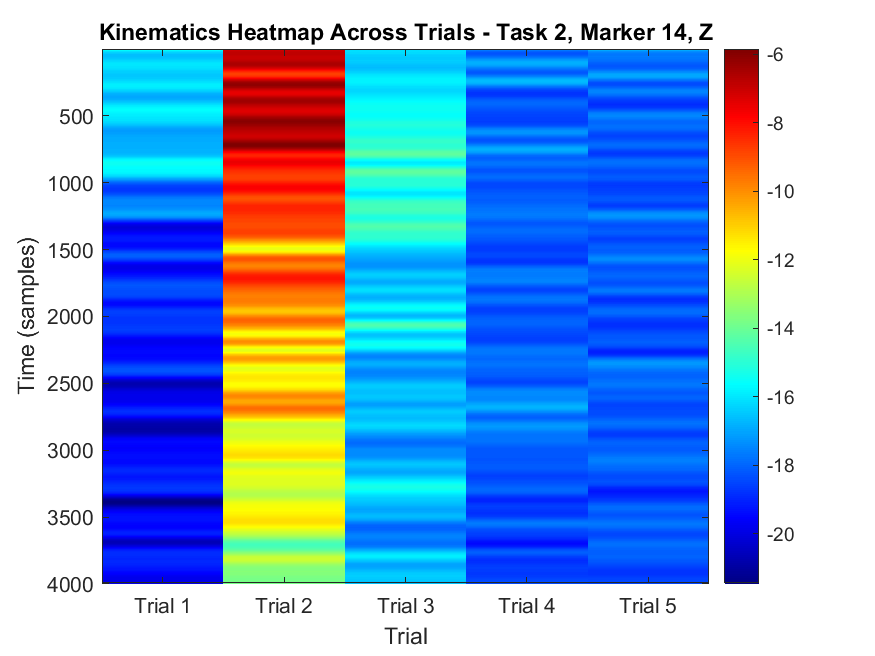 Kinematics Heatmap Across Trials - Task 2, Marker 14, Z
Time (samples)
500
1000
1500
2000
2500
3000
3500
4000
Trial 1
Trial 2
Trial 3
Trial 4
Trial 5
Trial
-6
-8
-10
-12
-14
-16
-18
-20